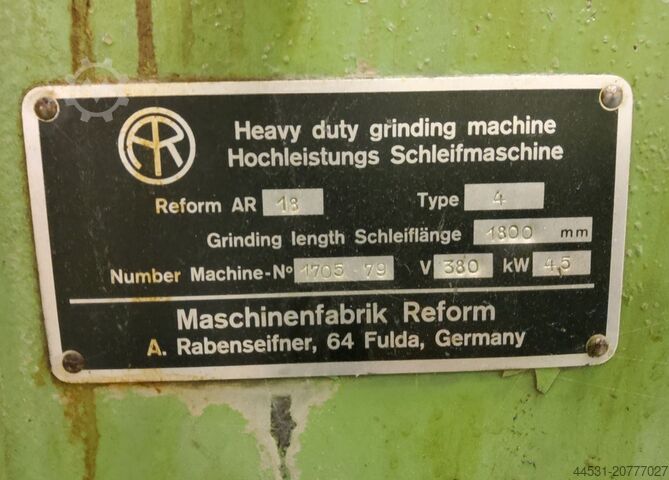 AR
Heavy duty grinding machine
Hochleistungs Schleifmaschine
Reform AR 18 Type 4
Grinding length Schleiflänge 1800 mm
Number Machine-No 1705 79 V 380 kW 4,5
Maschinenfabrik Reform
A. Rabenseifner, 64 Fulda, Germany
44531-20777027